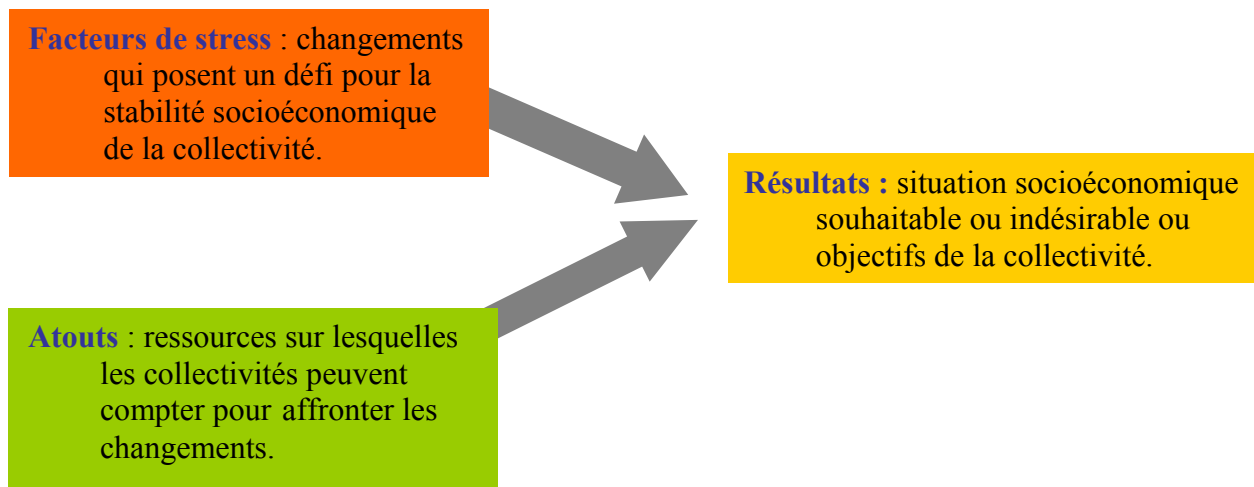 Facteurs de stress : changements
qui posent un défi pour la
stabilité socioéconomique
de la collectivité.
Résultats : situation socioéconomique
souhaitable ou indésirable ou
objectifs de la collectivité.
Atouts : ressources sur lesquelles
les collectivités peuvent
compter pour affronter les
changements.